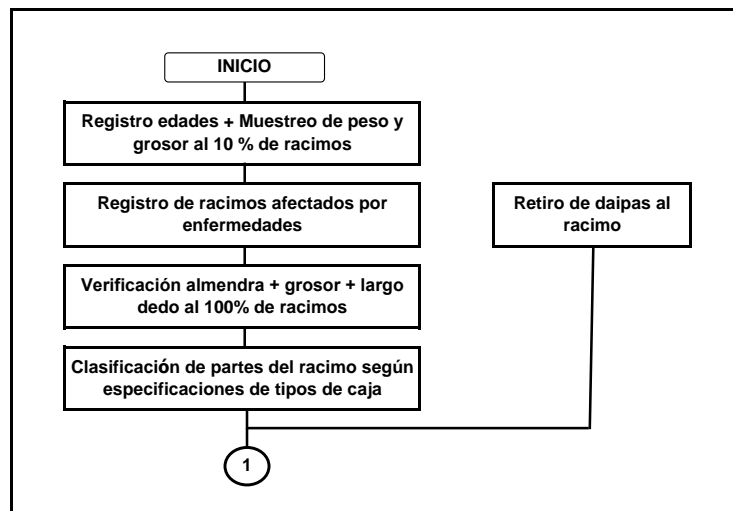 INICIO
Registro edades + Muestreo de peso y
grosor al 10 % de racimos
Registro de racimos afectados por
enfermedades
Retiro de daipas al
racimo
Verificación almendra + grosor + largo
dedo al 100% de racimos
Clasificación de partes del racimo según
especificaciones de tipos de caja
1